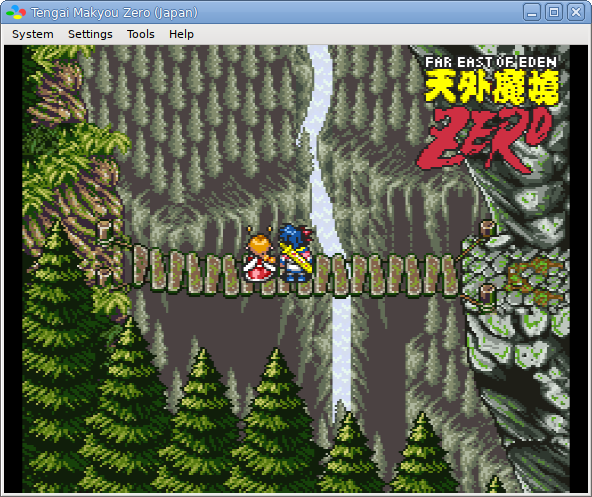 Tengai Makyou Zero (Japan)
System Settings Tools Help
FAR EAST OF EDEN
天外魔境
ZERO